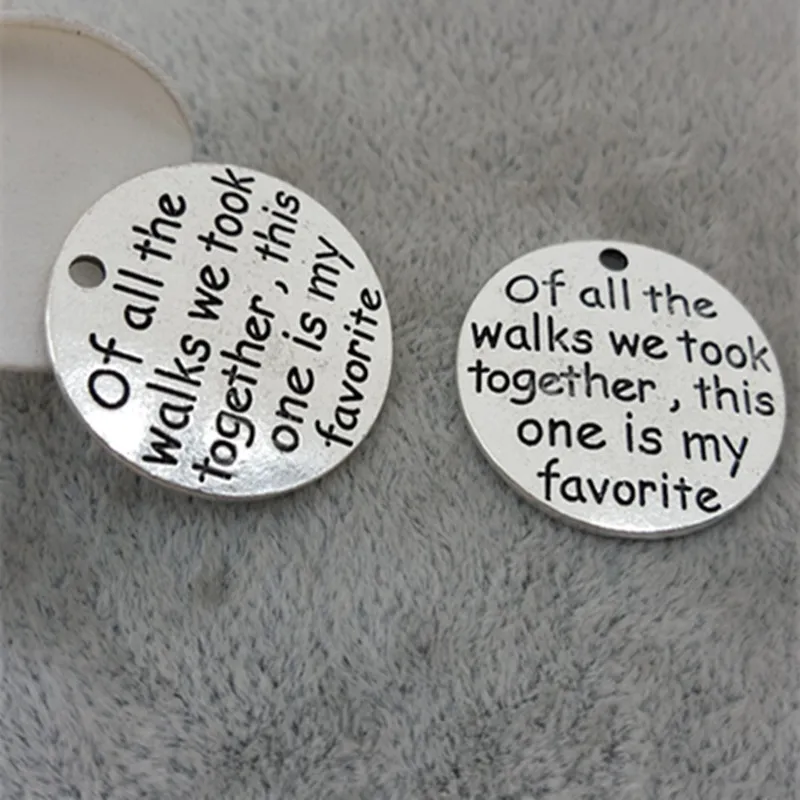 Of all the
walks we took
together, this
one is my
favorite
Of all the
walks we took
together, this
one is my
favorite